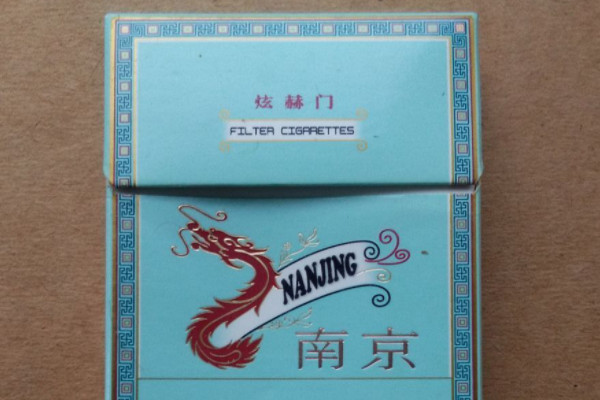 炫赫门
FILTER CIGARETTES
NANJING
南京